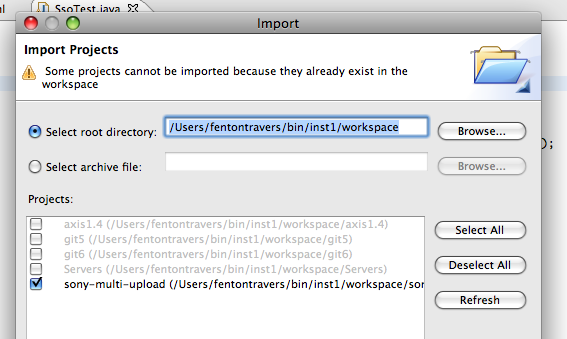 SsoTest.java
Import
Import Projects
Some projects cannot be imported because they already exist in the
workspace
Select root directory:
/Users/fentontravers/bin/inst1/workspace
Browse...
);
Select archive file:
Browse...
Projects:
axis1.4 (/Users/fentontravers/bin/inst1/workspace/axis1.4)
git5 (/Users/fentontravers/bin/inst1/workspace/git5)
git6 (/Users/fentontravers/bin/inst1/workspace/git6)
Servers (/Users/fentontravers/bin/inst1/workspace/Servers)
sony-multi-upload (/Users/fentontravers/bin/inst1/workspace/sor
Select All
Deselect All
Refresh